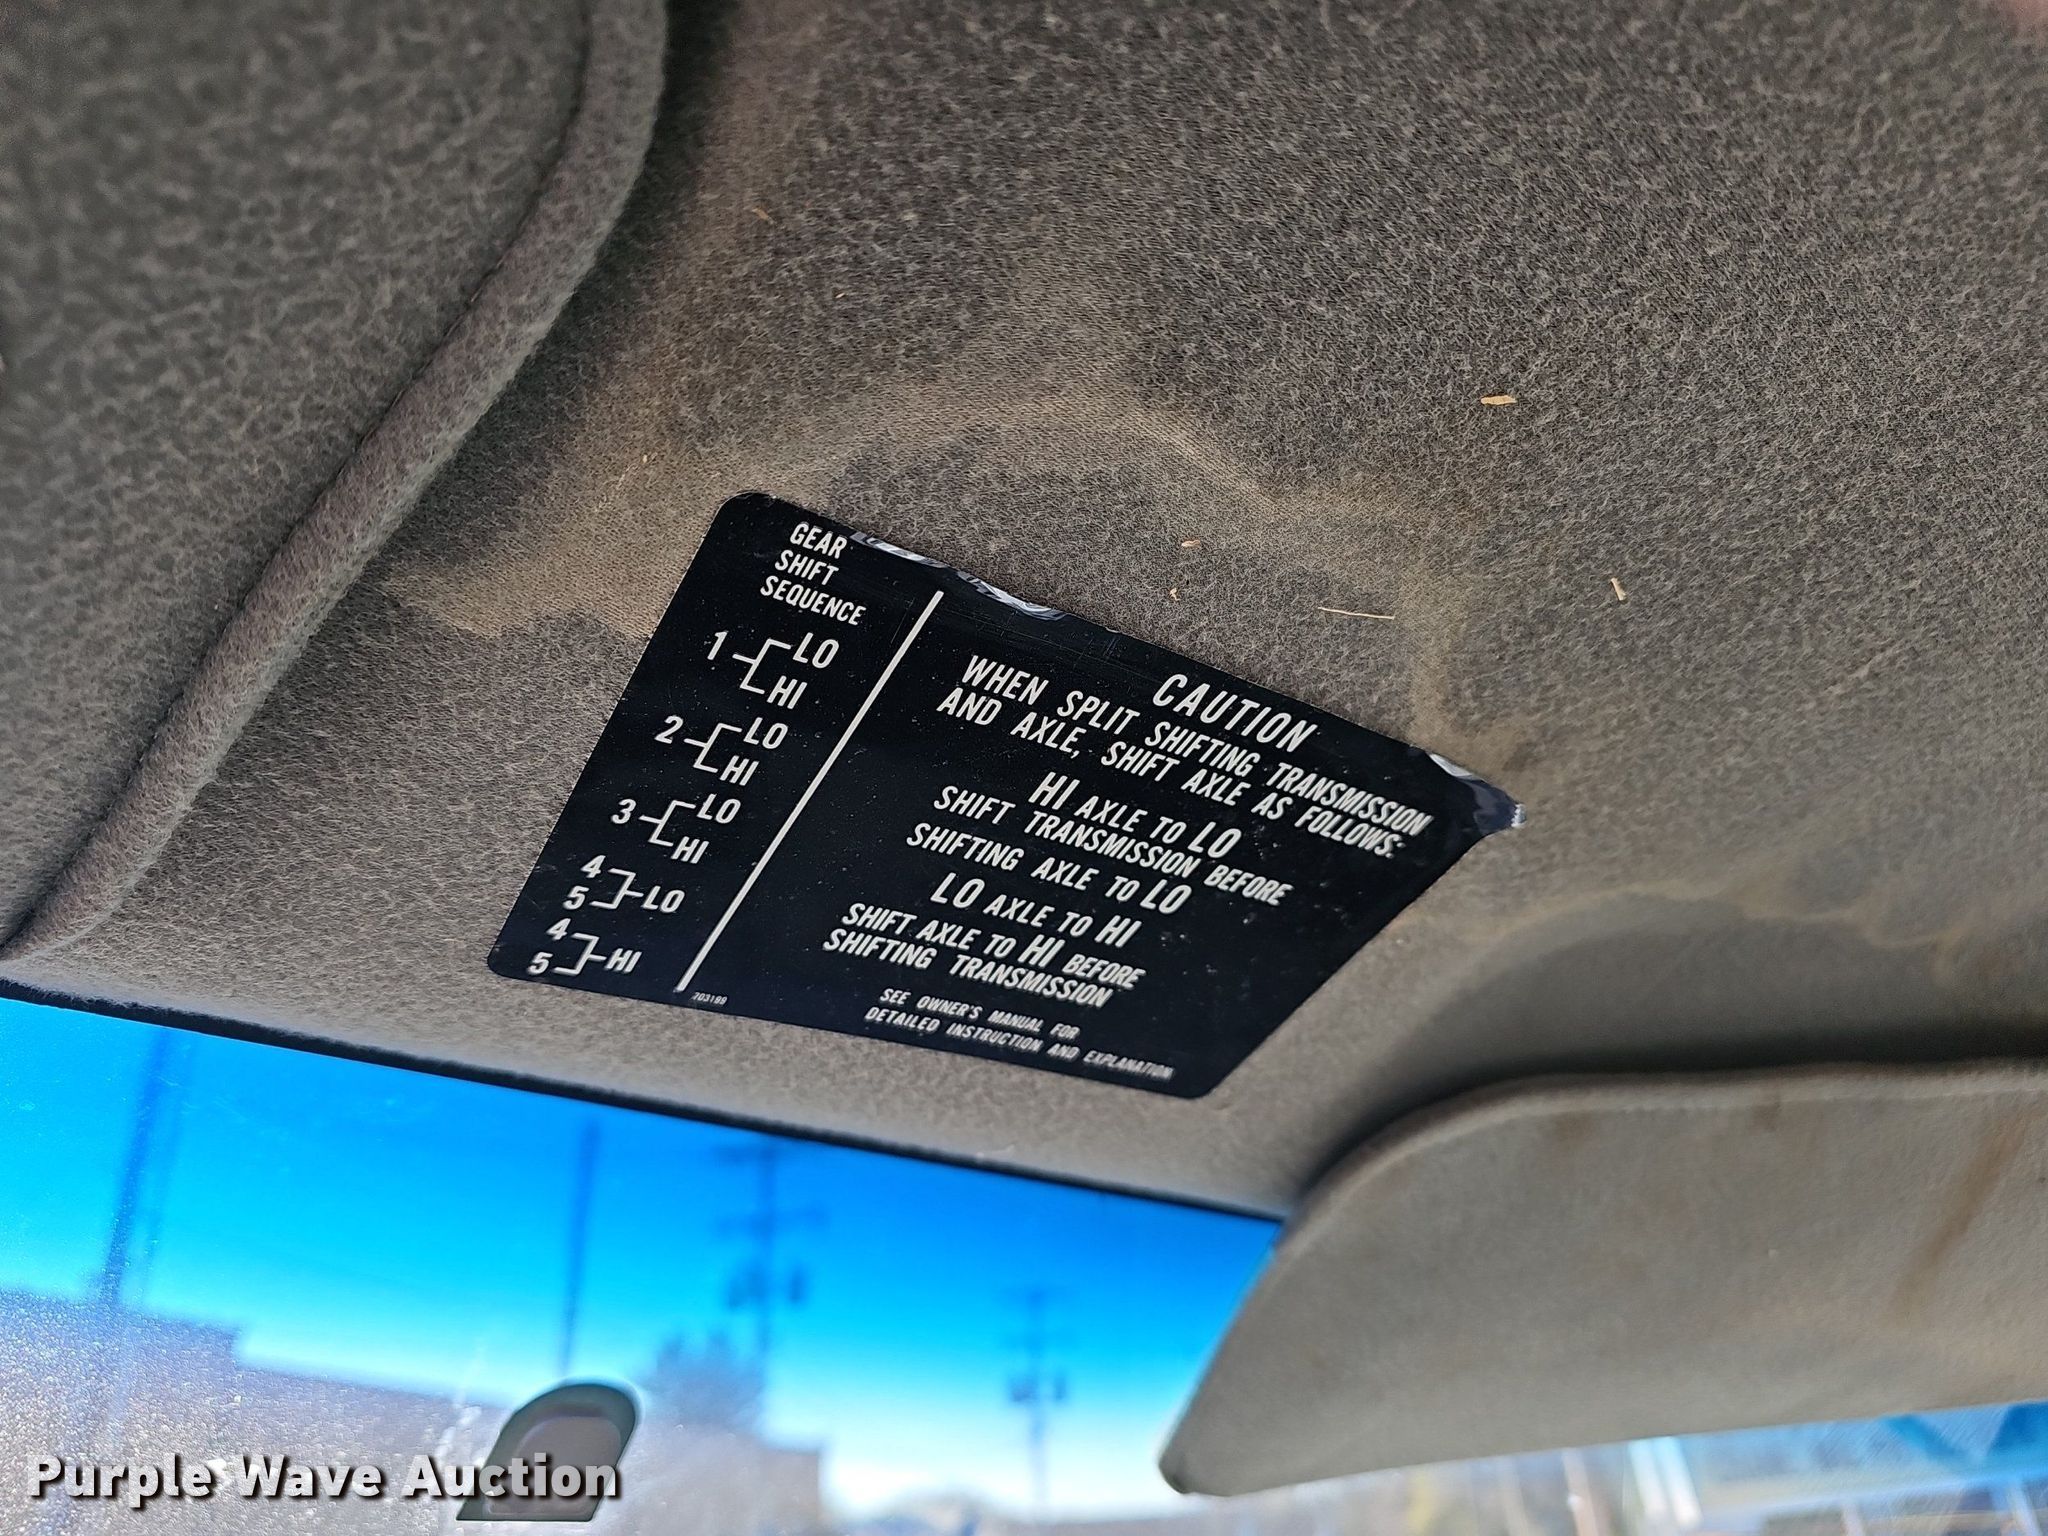 GEAR
SHIFT
SEQUENCE
1 LO
HI
2 LO
HI
3 LO
HI
4
5 LO
4
5 HI
703199
CAUTION
WHEN SPLIT SHIFTING TRANSMISSION
AND AXLE, SHIFT AXLE AS FOLLOWS:
HI AXLE TO LO
SHIFT TRANSMISSION BEFORE
SHIFTING AXLE TO LO
LO AXLE TO HI
SHIFT AXLE TO HI BEFORE
SHIFTING TRANSMISSION
SEE OWNER'S MANUAL FOR
DETAILED INSTRUCTION AND EXPLANATION
Purple Wave Auction